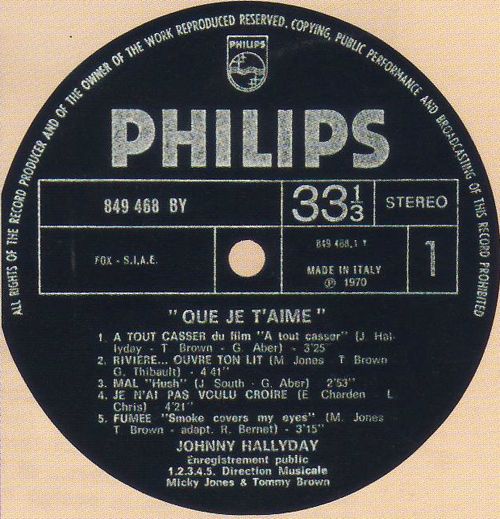 ALL RIGHTS OF THE RECORD PRODUCER AND OF THE OWNER OF THE WORK REPRODUCED RESERVED. COPYING, PUBLIC PERFORMANCE AND BROADCASTING OF THIS RECORD PROHIBITED
PHILIPS
PHILIPS
849 468 BY
33 1/3
STEREO
FOX - S.I.A.E.
849 468.1 Y
MADE IN ITALY
℗ 1970
1
" QUE JE T'AIME "
1. A TOUT CASSER du film "A tout casser" (J Hal-
lyday - T Brown - G. Aber) - 3'25"
2. RIVIERE... OUVRE TON LIT (M Jones T Brown
G. Thibault) - 4'41"
3. MAL "Hush" (J South - G. Aber) 2'53"
4. JE N'AI PAS VOULU CROIRE (E Charden L
Chris) 4'21"
5. FUMEE "Smoke covers my eyes" (M. Jones
T Brown - adapt. R. Bernet) - 3'15"
JOHNNY HALLYDAY
Enregistrement public
1.2.3.4.5. Direction Musicale
Micky Jones & Tommy Brown